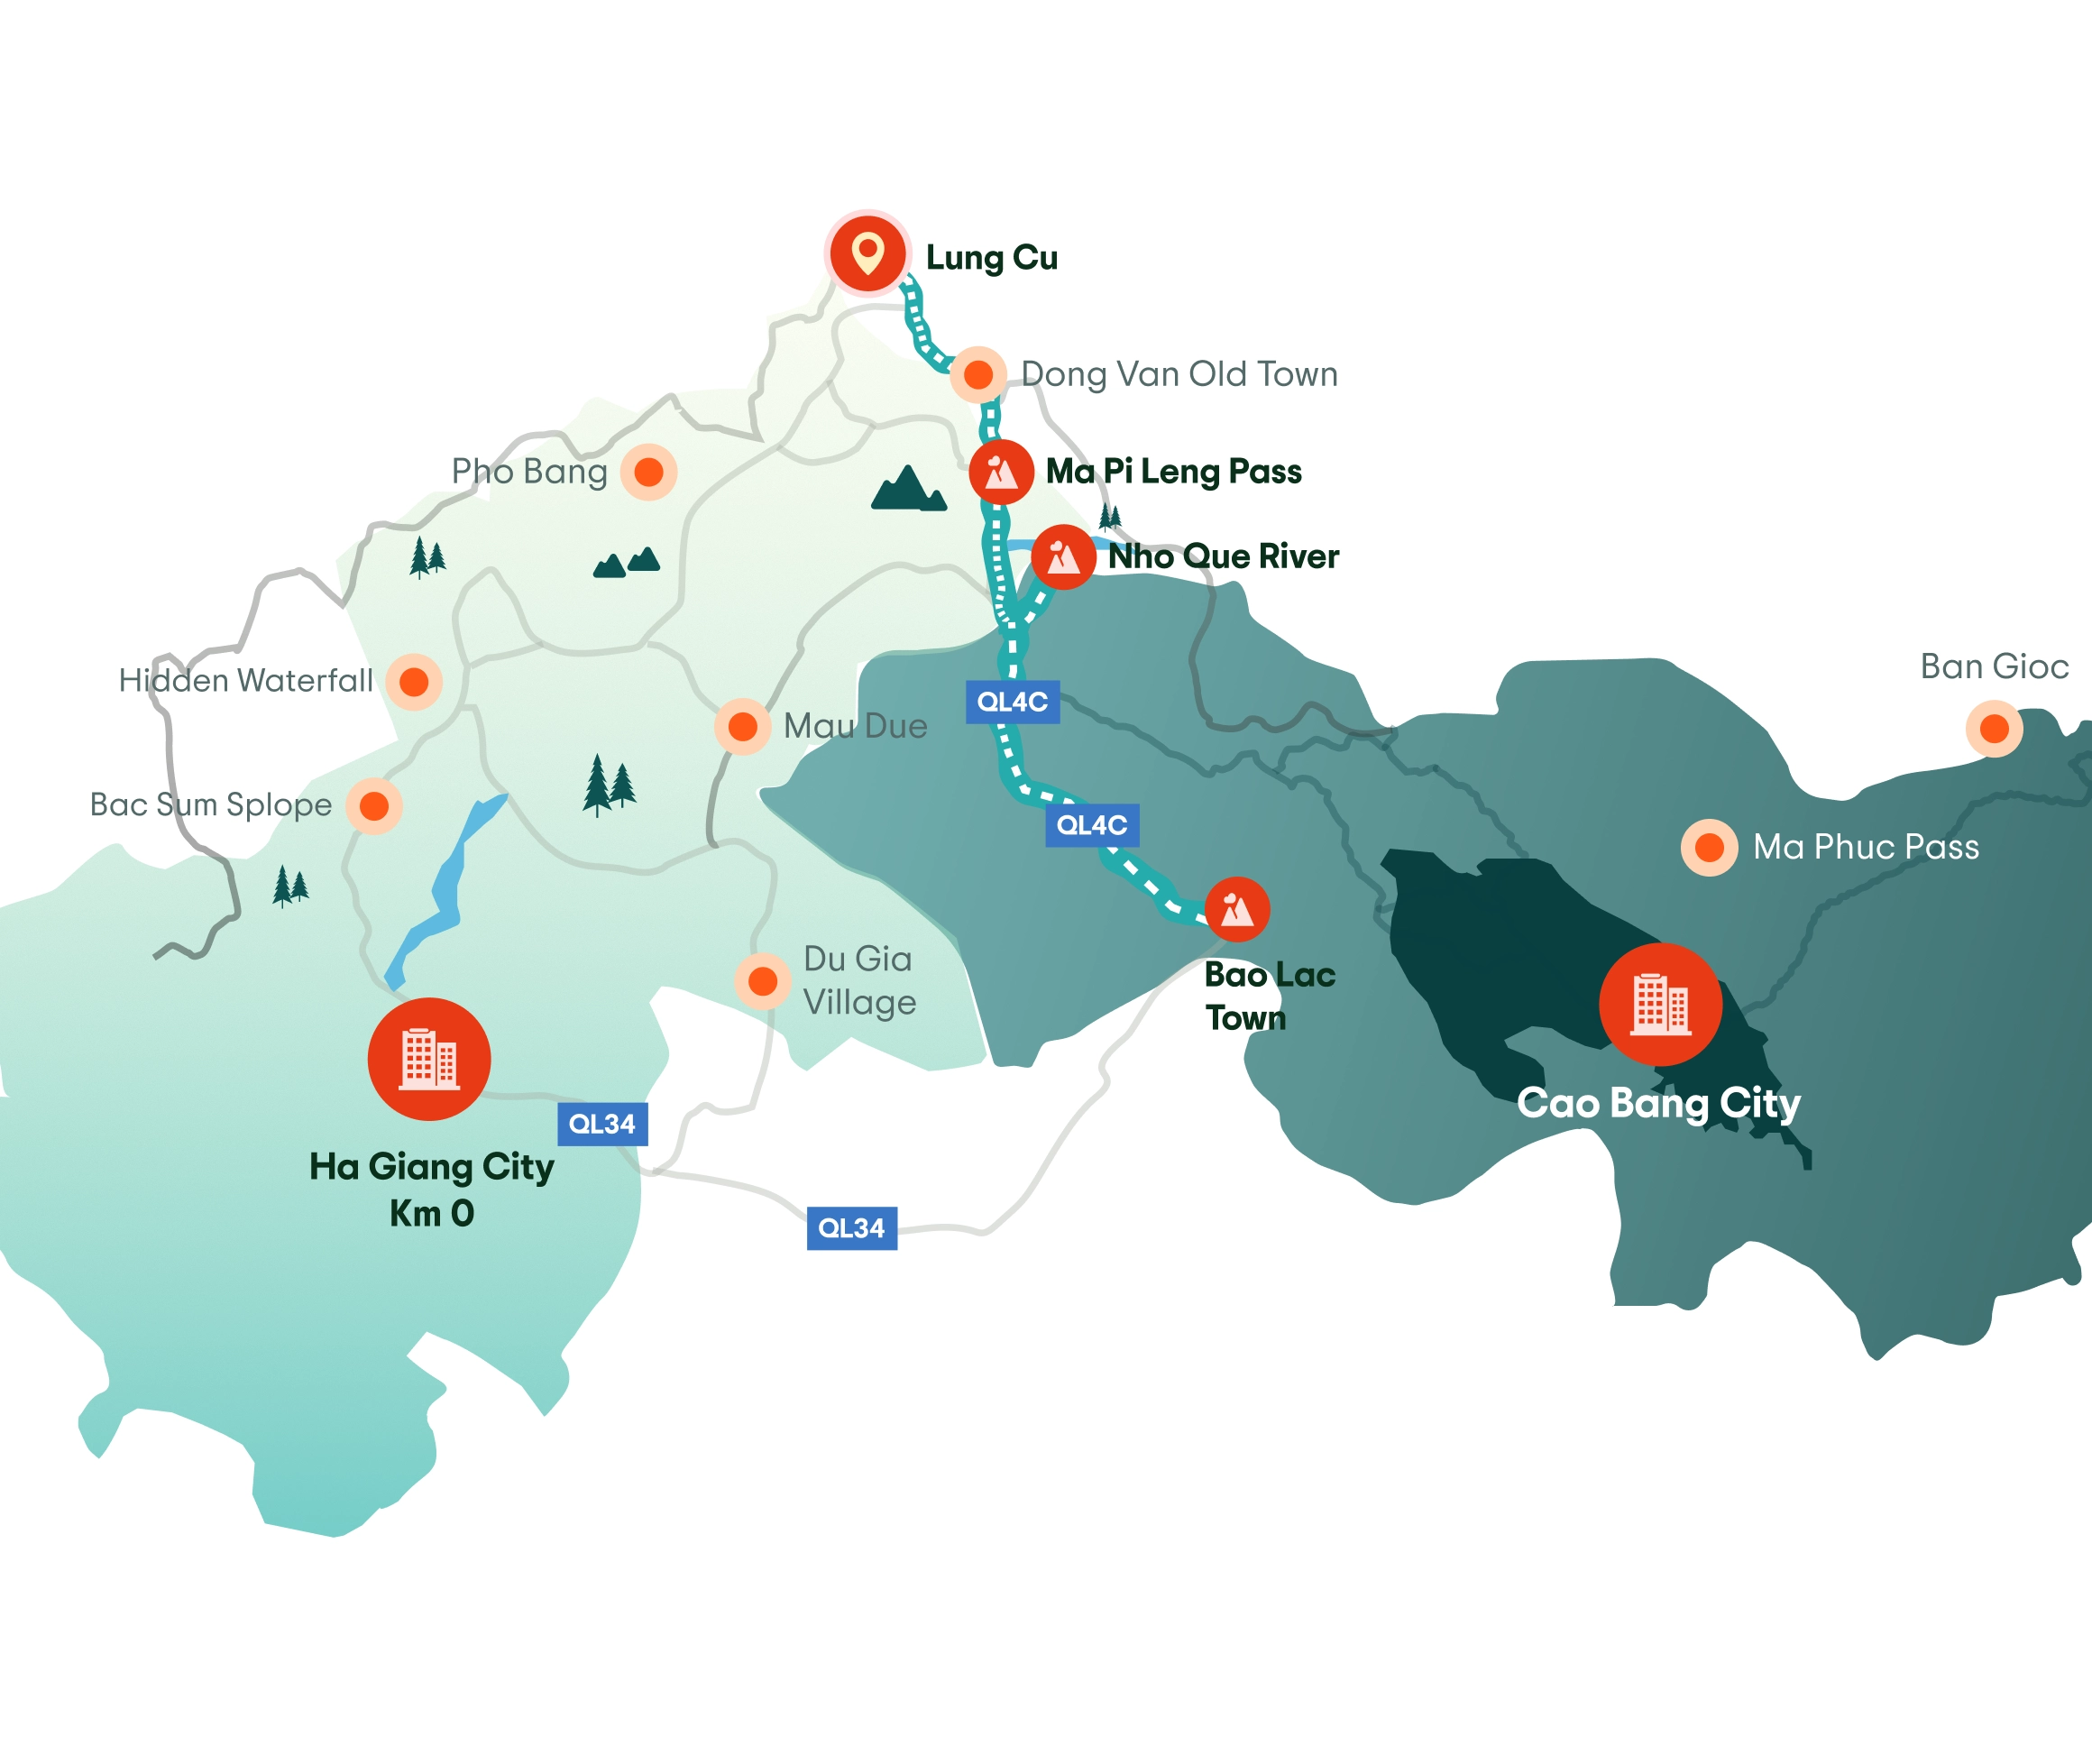 Lung Cu
Dong Van Old Town
Pho Bang
Ma Pi Leng Pass
Nho Que River
Hidden Waterfall
Ban Gioc
QL4C
Mau Due
Bac Sum Splope
QL4C
Ma Phuc Pass
Du Gia
Village
Bao Lac
Town
Cao Bang City
QL34
Ha Giang City
Km 0
QL34